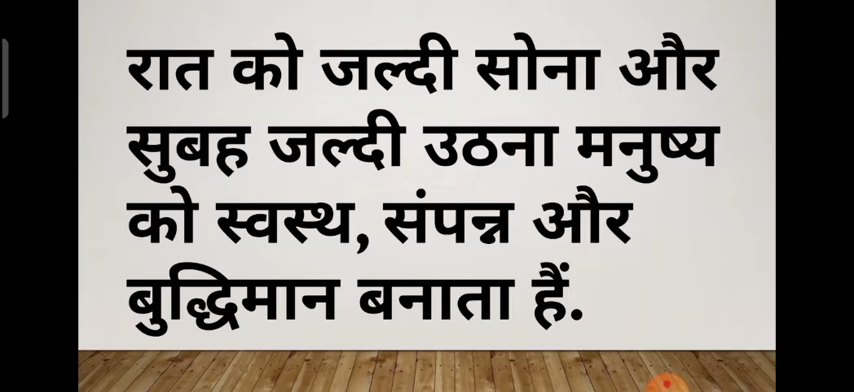 रात को जल्दी सोना और
सुबह जल्दी उठना मनुष्य
को स्वस्थ, संपन्न और
बुद्धिमान बनाता हैं.